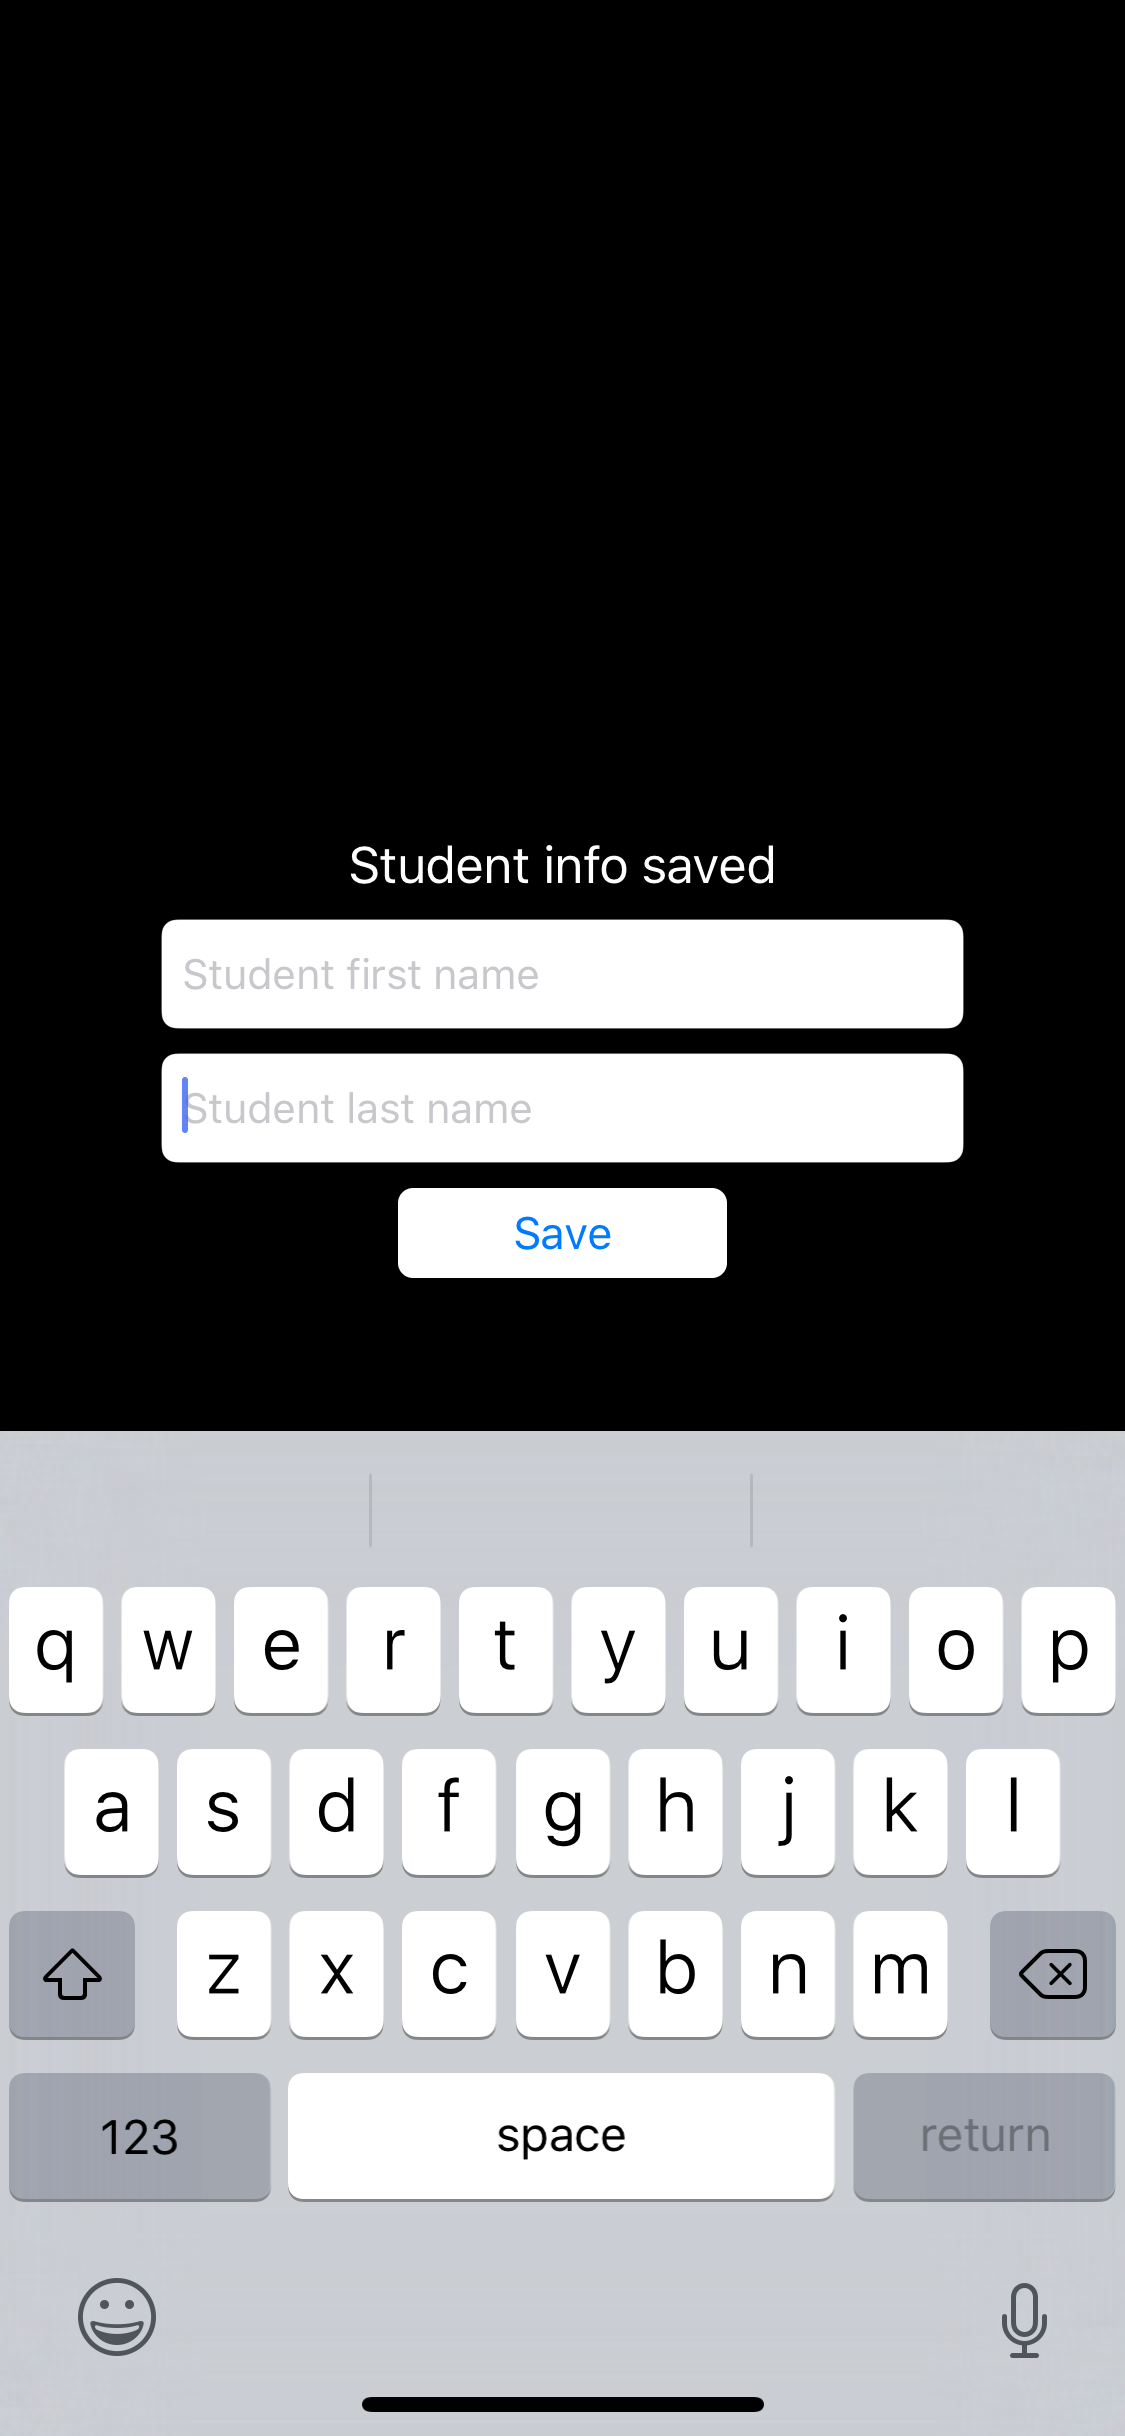 Student info saved
Student first name
Student last name
Save
q w e r t y u i o p
a s d f g h j k l
z x c v b n m
123 space return